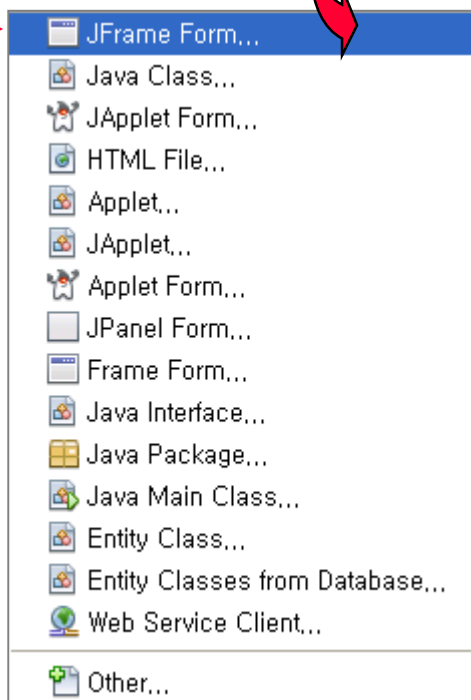 JFrame Form...
Java Class...
JApplet Form...
HTML File...
Applet...
JApplet...
Applet Form...
JPanel Form...
Frame Form...
Java Interface...
Java Package...
Java Main Class...
Entity Class...
Entity Classes from Database...
Web Service Client...
Other...